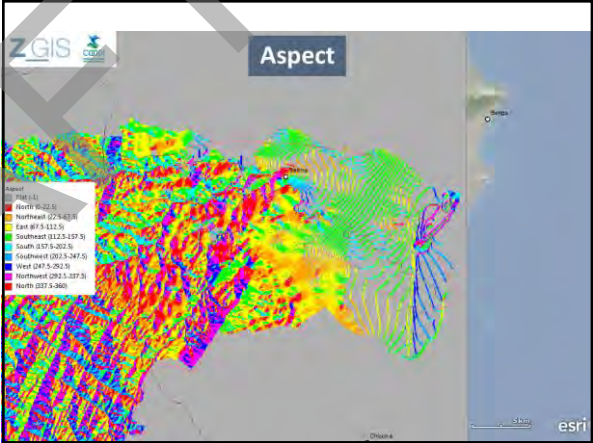 Z_GIS
Aspect
Aspect
Flat (-1)
North (0-22.5)
Northeast (22.5-67.5)
East (67.5-112.5)
Southeast (112.5-157.5)
South (157.5-202.5)
Southwest (202.5-247.5)
West (247.5-292.5)
Northwest (292.5-337.5)
North (337.5-360)
5 km
esri